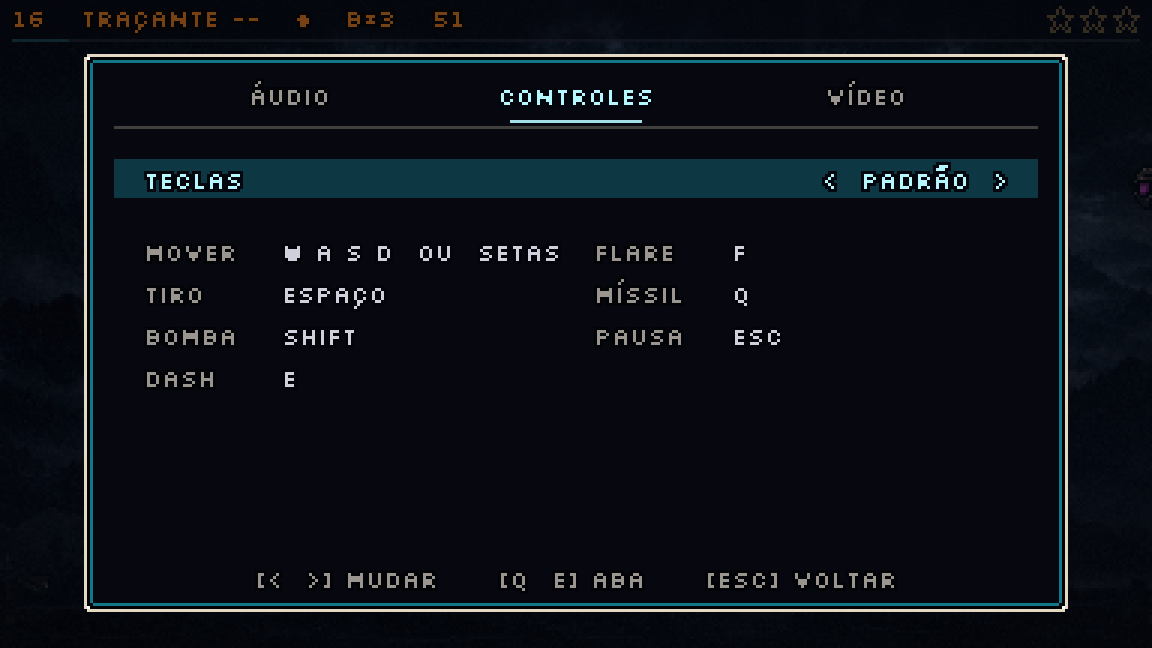 16 TRAÇANTE -- B×3 51
ÁUDIO CONTROLES VÍDEO
TECLAS < PADRÃO >
MOVER W A S D OU SETAS FLARE F
TIRO ESPAÇO MÍSSIL Q
BOMBA SHIFT PAUSA ESC
DASH E
[< >] MUDAR [Q E] ABA [ESC] VOLTAR